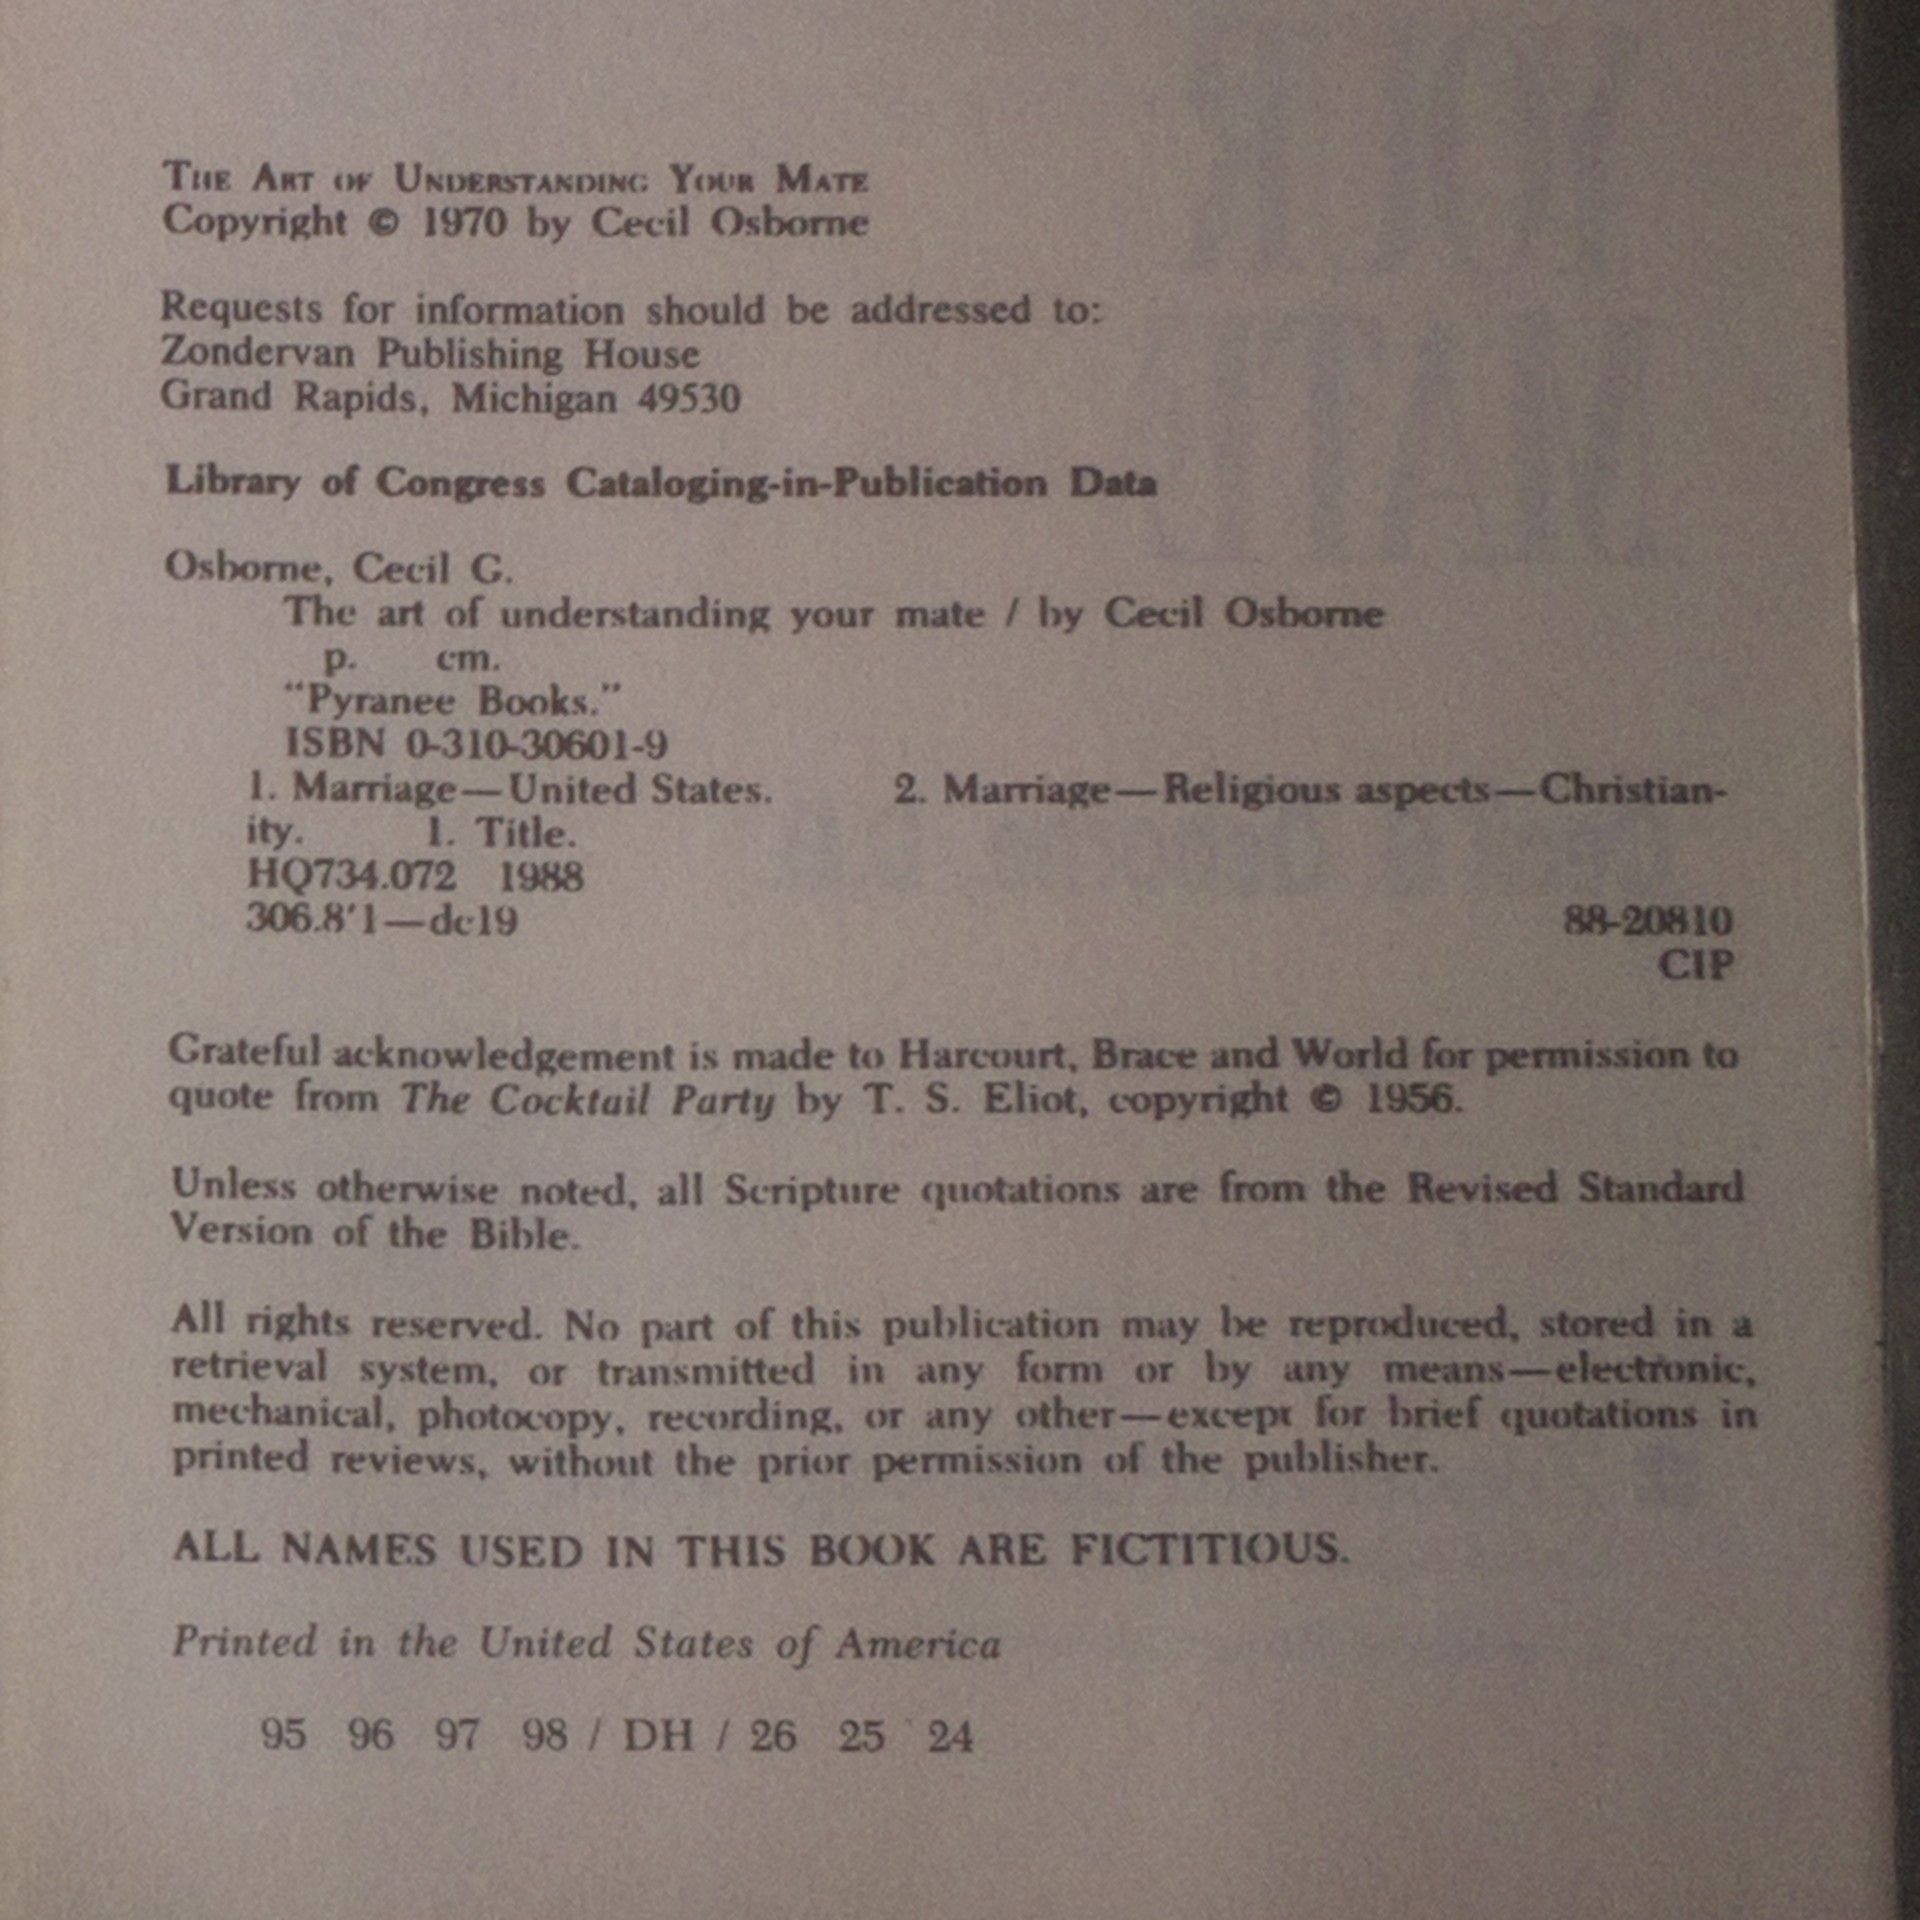 THE ART OF UNDERSTANDING YOUR MATE
Copyright © 1970 by Cecil Osborne
Requests for information should be addressed to:
Zondervan Publishing House
Grand Rapids, Michigan 49530
Library of Congress Cataloging-in-Publication Data
Osborne, Cecil G.
The art of understanding your mate / by Cecil Osborne
p. cm.
"Pyranee Books."
ISBN 0-310-30601-9
1. Marriage—United States. 2. Marriage—Religious aspects—Christian-
ity. 1. Title.
HQ734.072 1988
306.8'1—dc19 88-20810
CIP
Grateful acknowledgement is made to Harcourt, Brace and World for permission to
quote from The Cocktail Party by T. S. Eliot, copyright © 1956.
Unless otherwise noted, all Scripture quotations are from the Revised Standard
Version of the Bible.
All rights reserved. No part of this publication may be reproduced, stored in a
retrieval system, or transmitted in any form or by any means—electronic,
mechanical, photocopy, recording, or any other—except for brief quotations in
printed reviews, without the prior permission of the publisher.
ALL NAMES USED IN THIS BOOK ARE FICTITIOUS.
Printed in the United States of America
95 96 97 98 / DH / 26 25 24